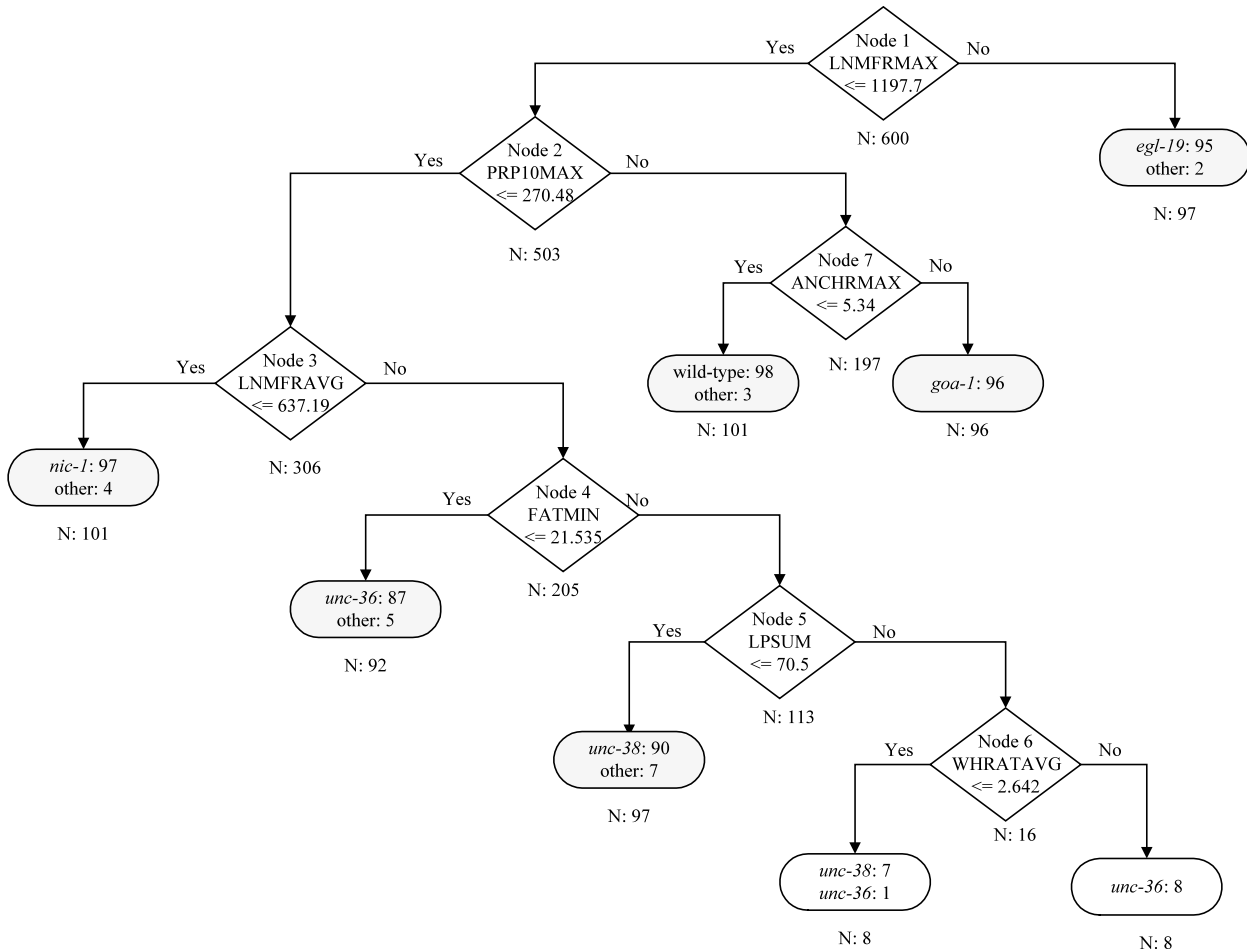 Node 1
LNMFRMAX
<= 1197.7
Yes
No
N: 600
egl-19: 95
other: 2
N: 97
Node 2
PRP10MAX
<= 270.48
Yes
No
N: 503
Node 7
ANCHRMAX
<= 5.34
Yes
No
N: 197
wild-type: 98
other: 3
N: 101
goa-1: 96
N: 96
Node 3
LNMFRAVG
<= 637.19
Yes
No
N: 306
nic-1: 97
other: 4
N: 101
Node 4
FATMIN
<= 21.535
Yes
No
N: 205
unc-36: 87
other: 5
N: 92
Node 5
LPSUM
<= 70.5
Yes
No
N: 113
unc-38: 90
other: 7
N: 97
Node 6
WHRATAVG
<= 2.642
Yes
No
N: 16
unc-38: 7
unc-36: 1
N: 8
unc-36: 8
N: 8